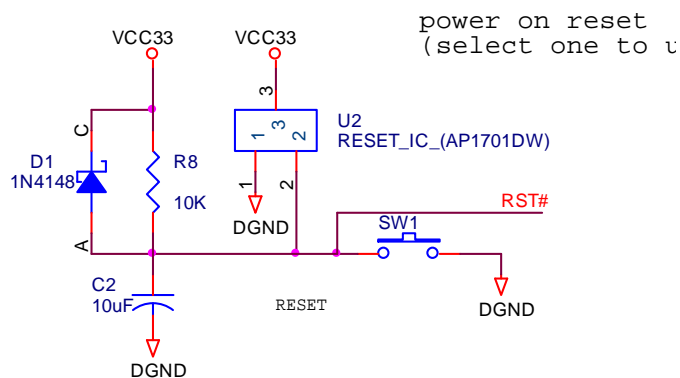 power on reset
(select one to u
VCC33
VCC33
3
C
D1
1N4148
R8
10K
1
3
2
U2
RESET_IC_(AP1701DW)
1
2
DGND
RST#
SW1
A
C2
10uF
RESET
DGND
DGND